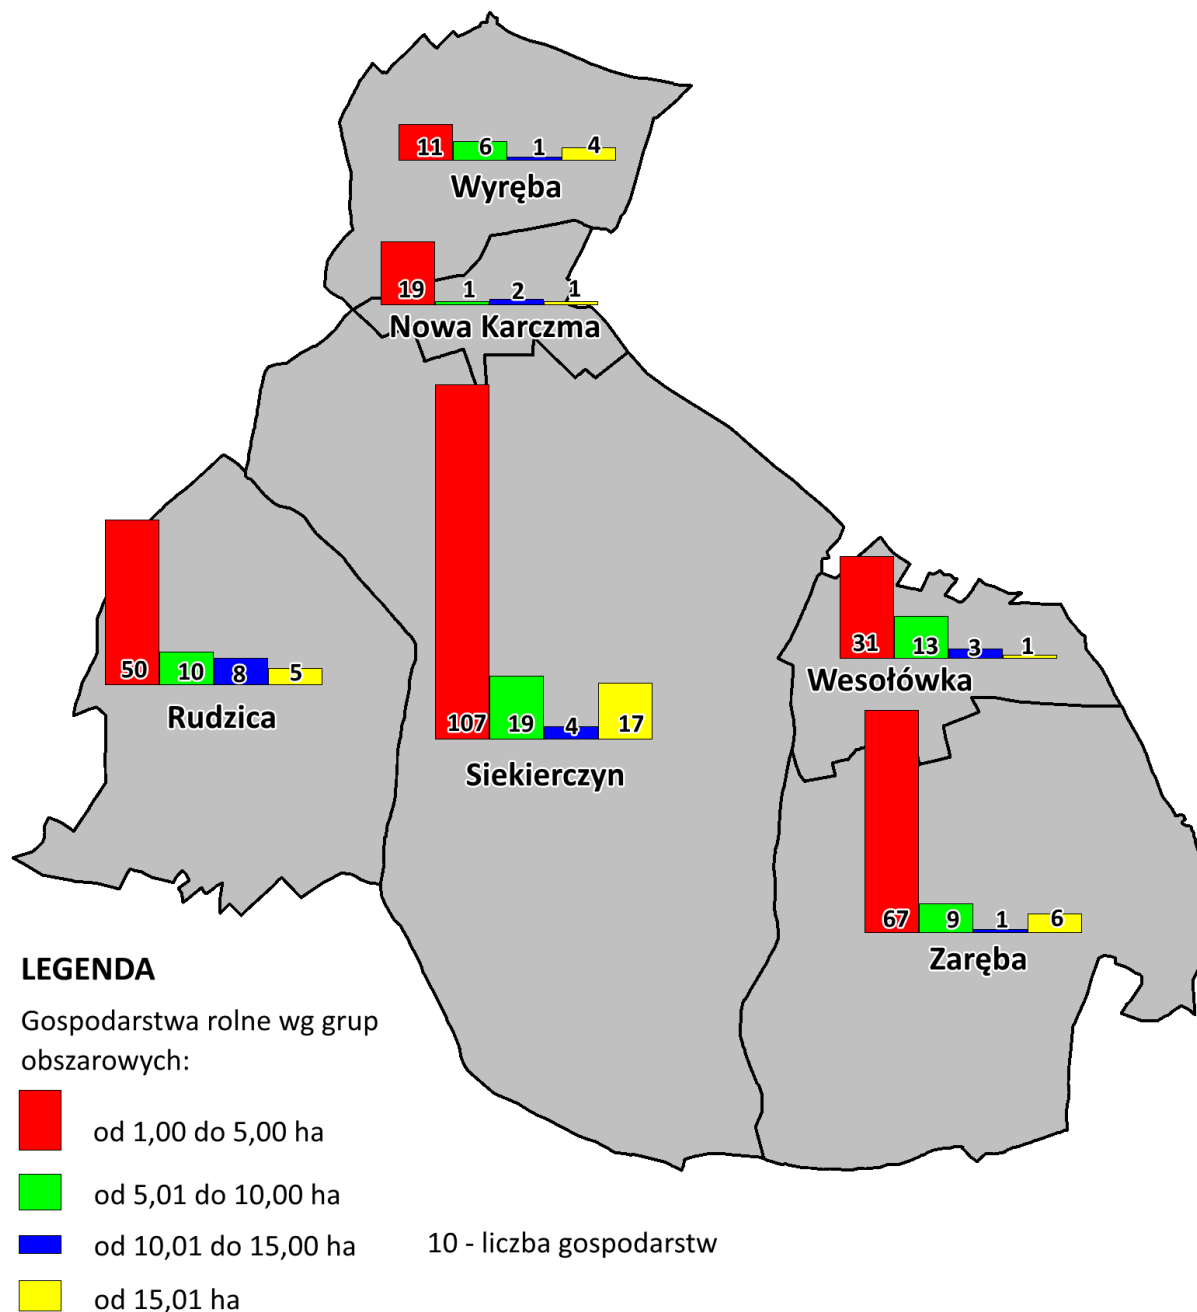 11 6 1 4
Wyręba
19 1 2 1
Nowa Karczma
50 10 8 5
Rudzica
107 19 4 17
Siekierczyn
31 13 3 1
Wesołówka
67 9 1 6
Zaręba
LEGENDA
Gospodarstwa rolne wg grup
obszarowych:
od 1,00 do 5,00 ha
od 5,01 do 10,00 ha
od 10,01 do 15,00 ha
od 15,01 ha
10 - liczba gospodarstw